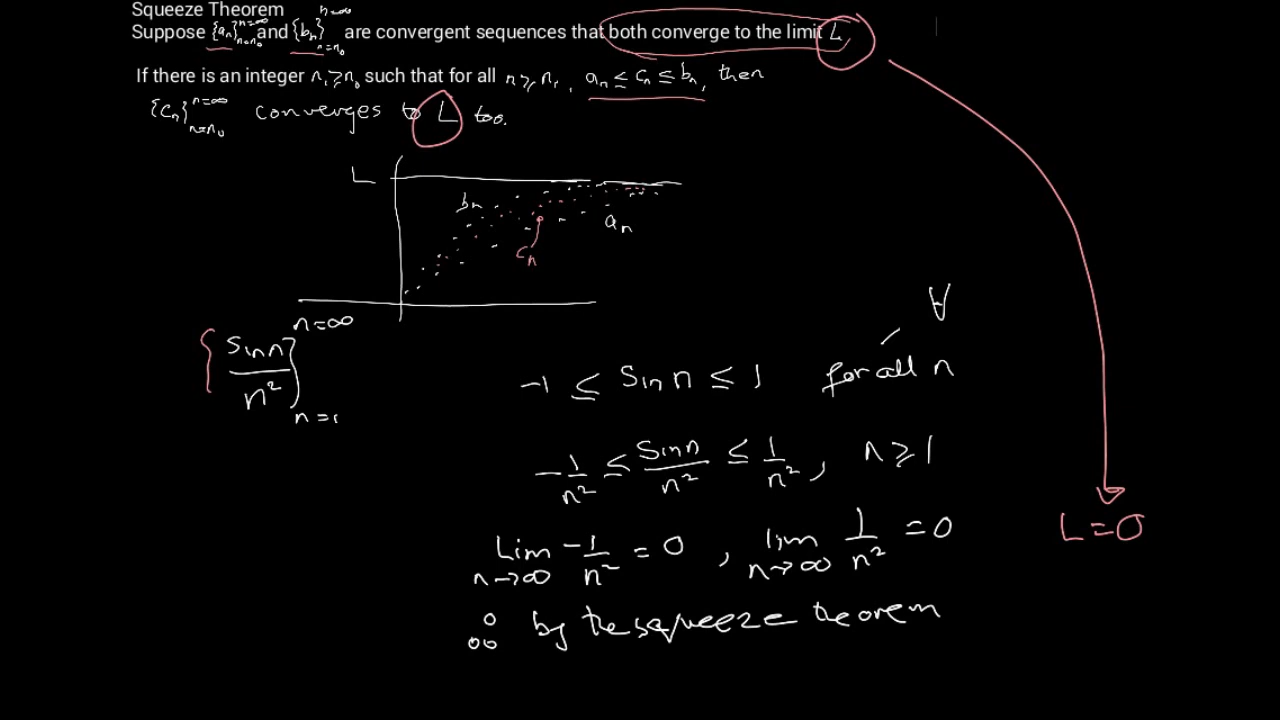 Squeeze Theorem
Suppose {aₙ}ⁿ⁼∞ₙ₌ₙ₀ and {bₙ}ⁿ⁼∞ₙ₌ₙ₀ are convergent sequences that both converge to the limit L
If there is an integer n₁ ≥ n₀ such that for all n ≥ n₁, aₙ ≤ cₙ ≤ bₙ, then
{cₙ}ⁿ⁼∞ₙ₌ₙ₀ converges to L too.
L
bₙ
aₙ
cₙ
∀
{sin n / n²}ⁿ⁼∞ₙ₌₁
-1 ≤ Sin n ≤ 1 for all n
-1/n² ≤ Sin n/n² ≤ 1/n², n ≥ 1
Lim n→∞ -1/n² = 0, lim n→∞ 1/n² = 0
L=0
∴ by the squeeze theorem